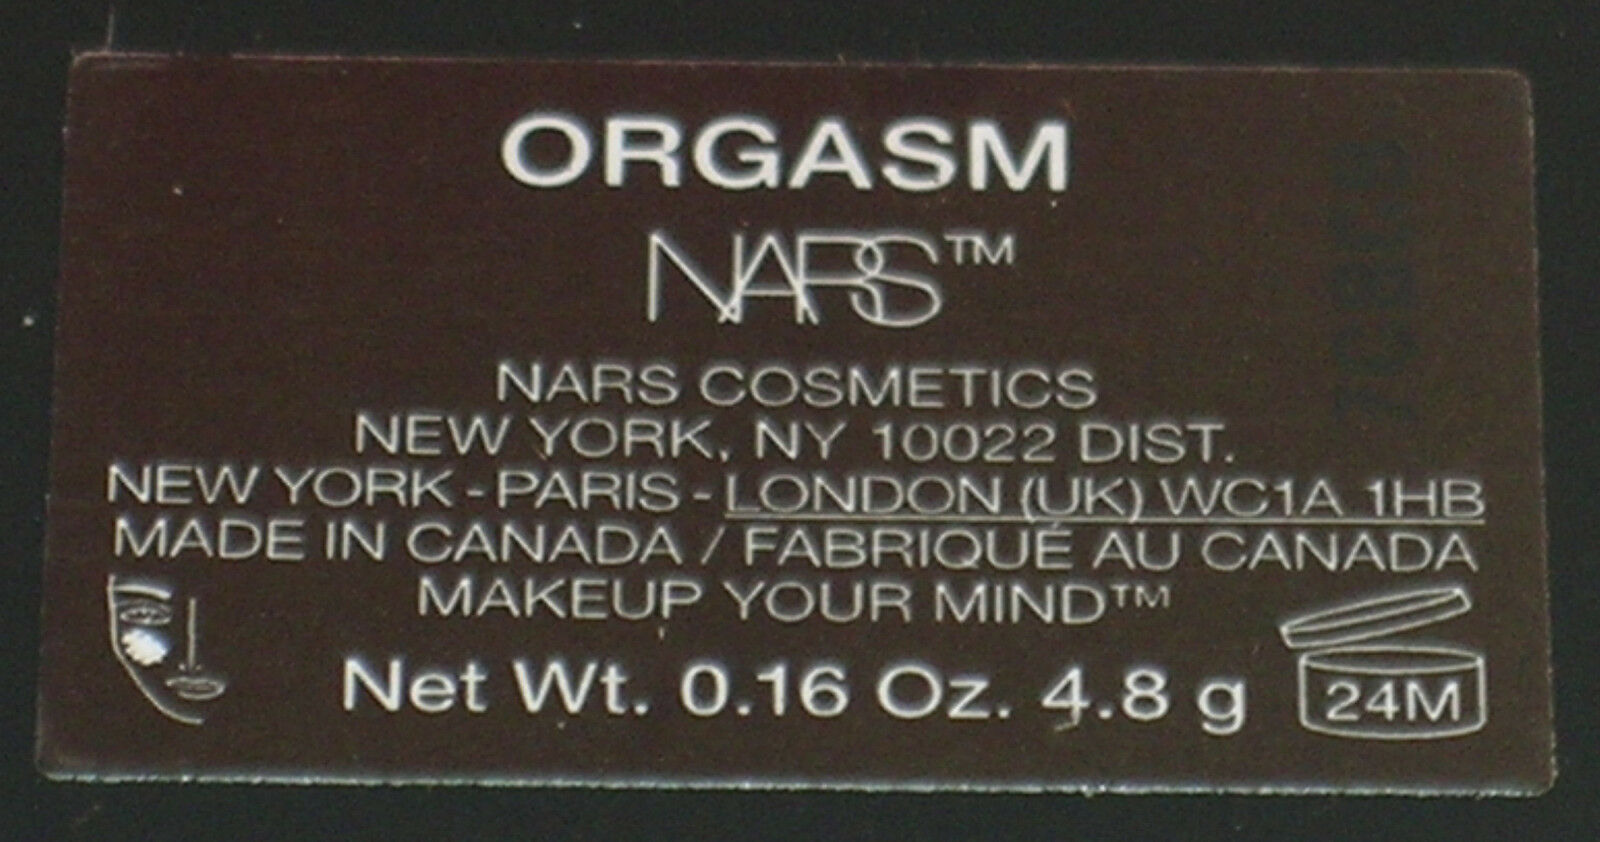 ORGASM
NARS™
NARS COSMETICS
NEW YORK, NY 10022 DIST.
NEW YORK - PARIS - LONDON (UK) WC1A 1HB
MADE IN CANADA / FABRIQUÉ AU CANADA
MAKEUP YOUR MIND™
Net Wt. 0.16 Oz. 4.8 g
24M